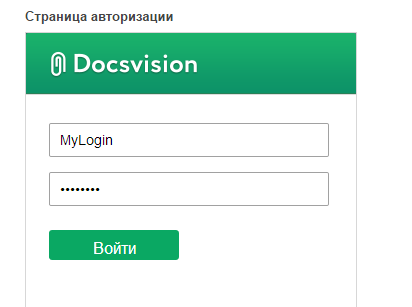 Страница авторизации
Docsvision
MyLogin
••••••••
Войти